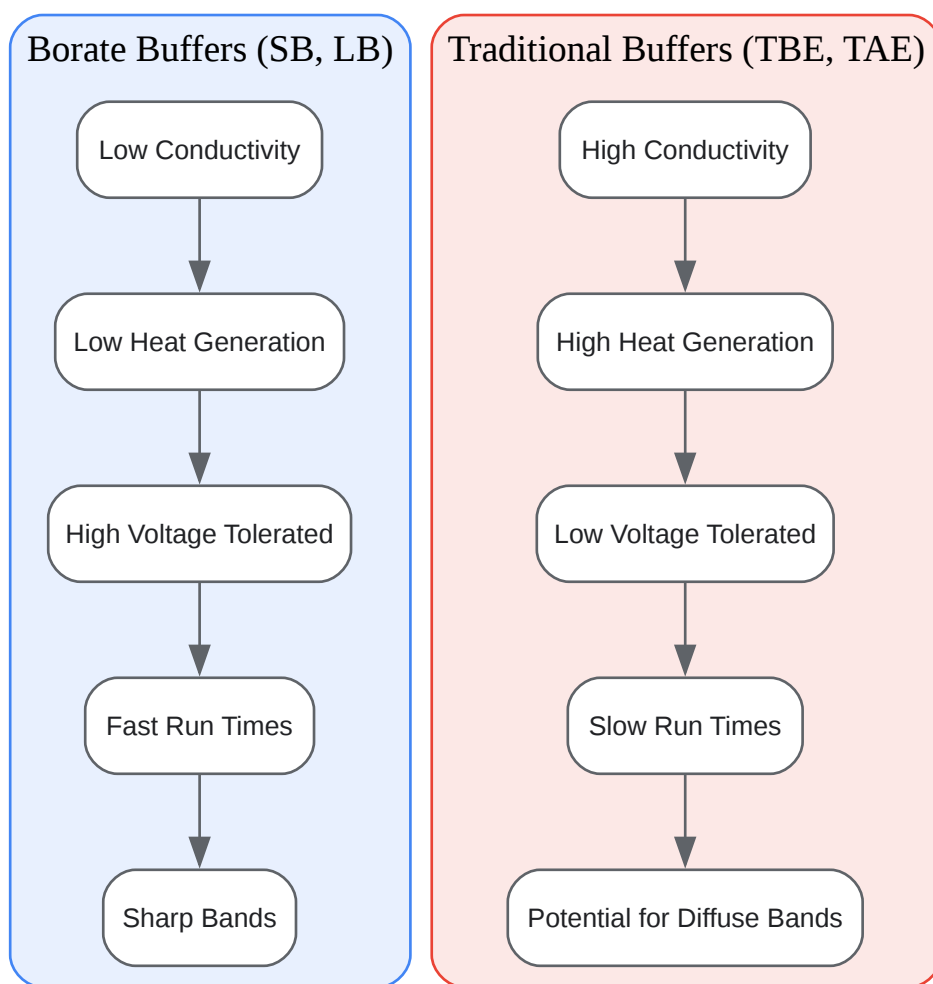 Borate Buffers (SB, LB)
Low Conductivity
Low Heat Generation
High Voltage Tolerated
Fast Run Times
Sharp Bands
Traditional Buffers (TBE, TAE)
High Conductivity
High Heat Generation
Low Voltage Tolerated
Slow Run Times
Potential for Diffuse Bands